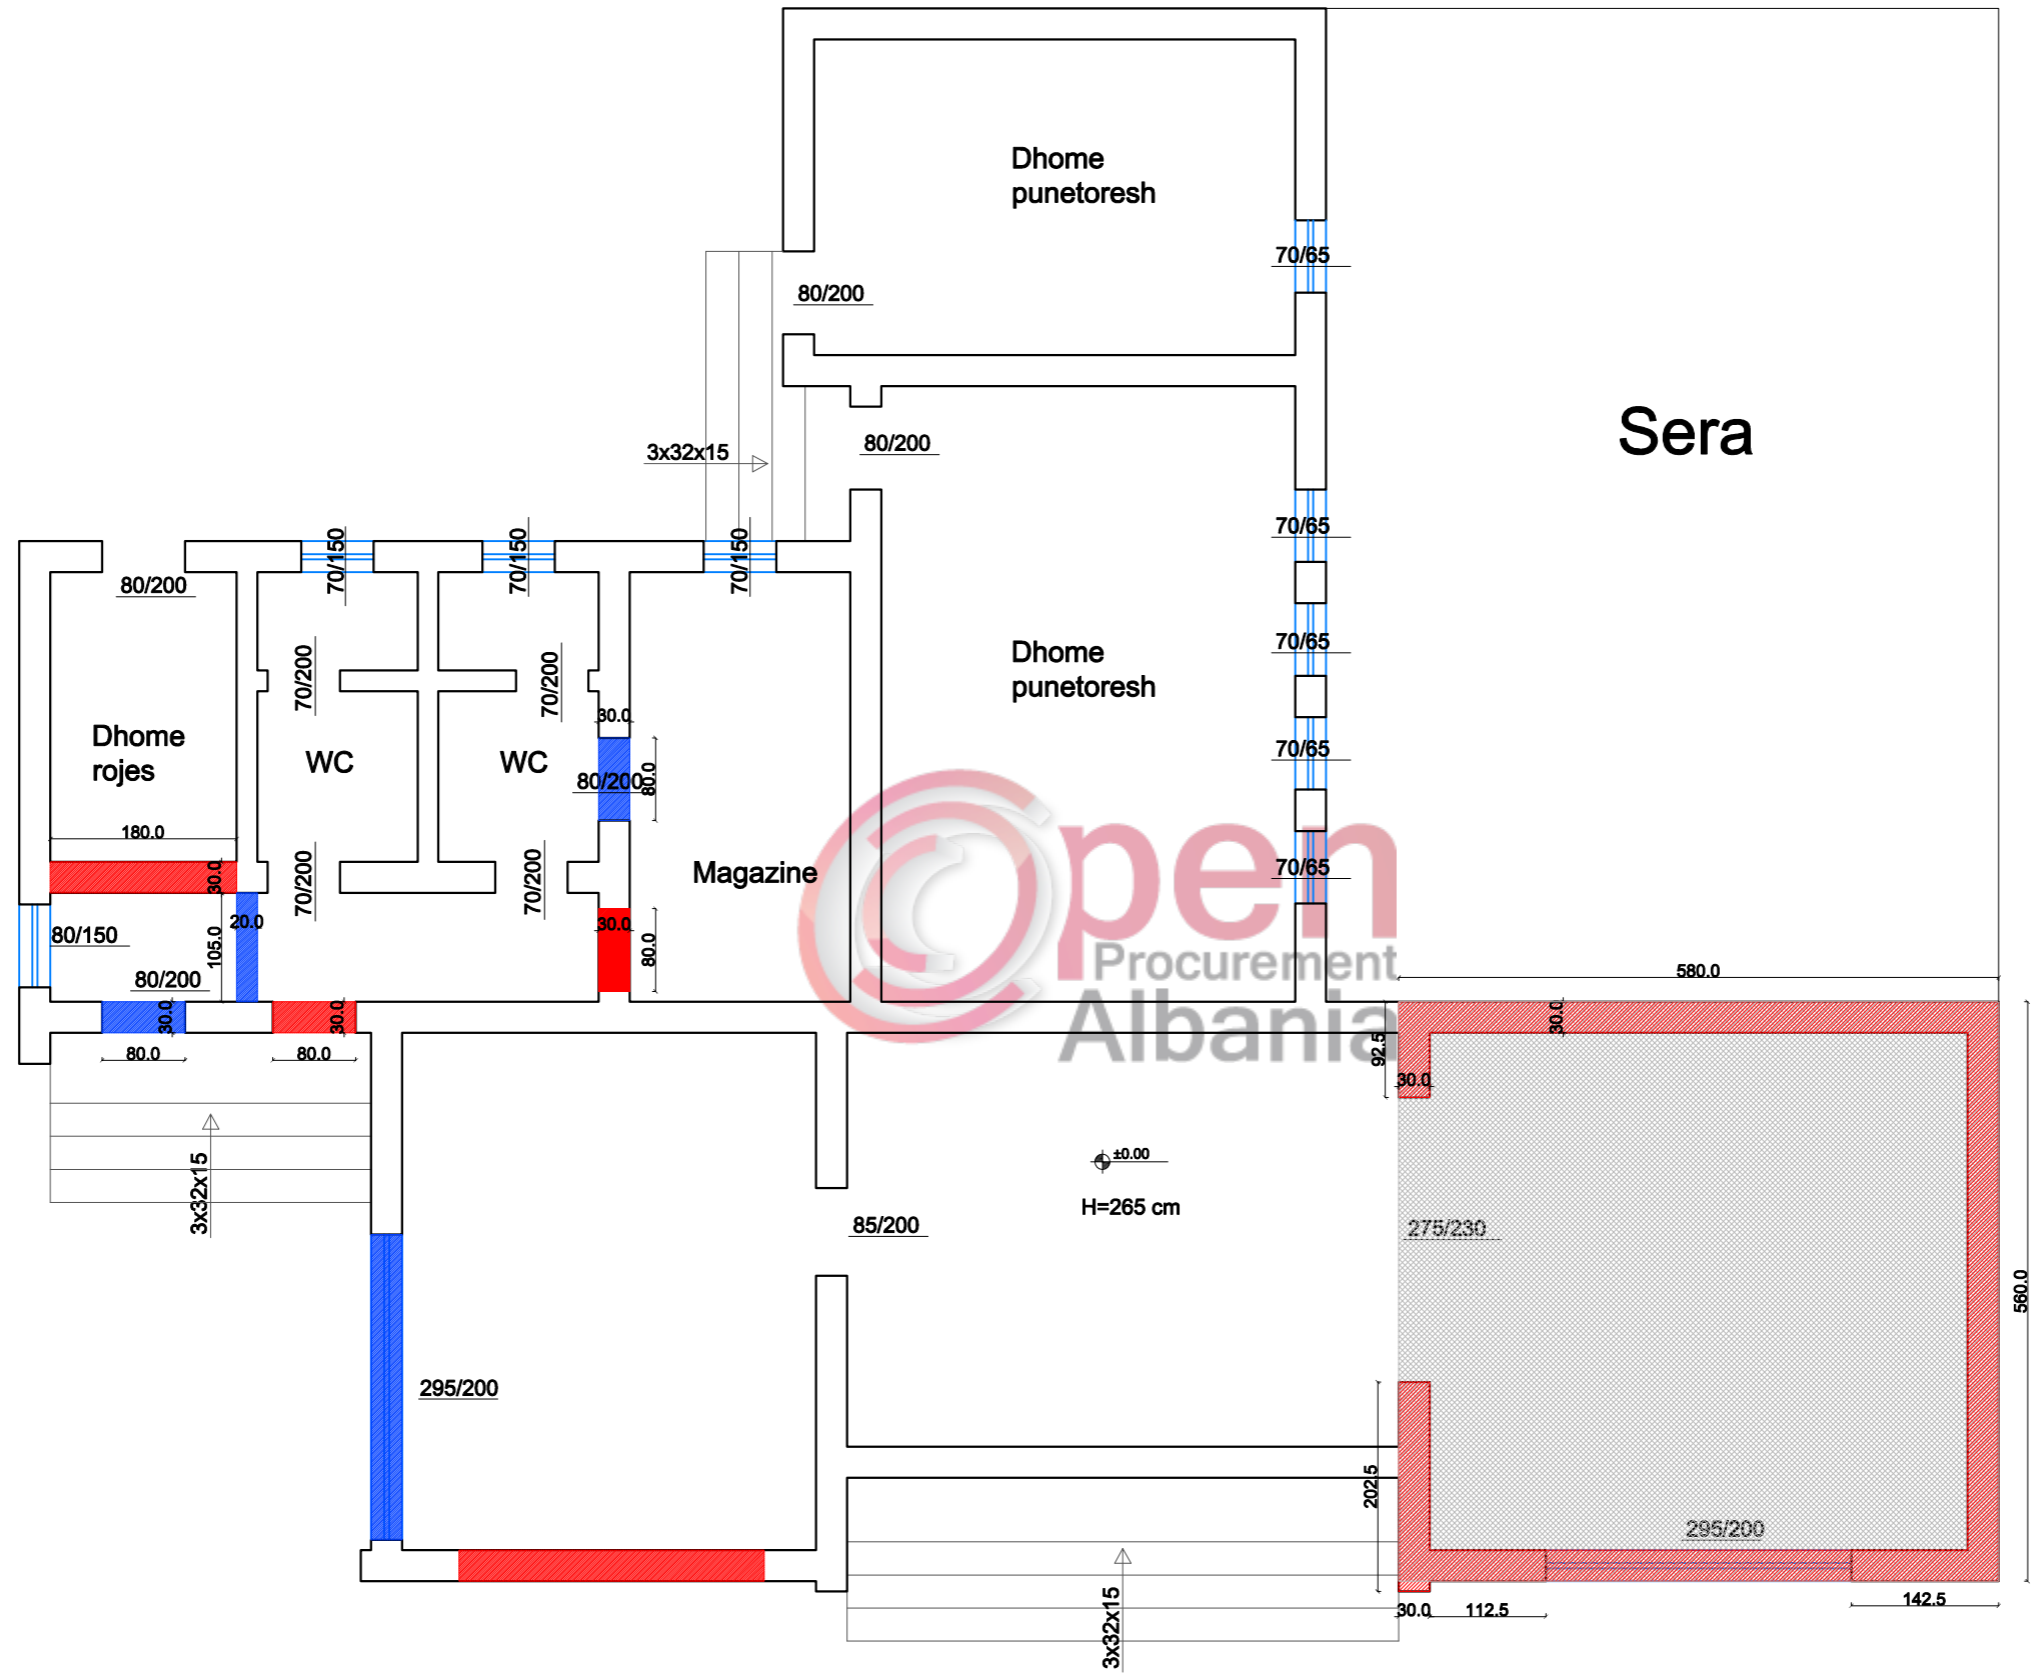 Dhome
punetoresh
70/65
80/200
Sera
80/200
3x32x15
70/65
70/150
70/150
70/150
80/200
70/65
Dhome
punetoresh
70/200
70/200
30.0
Dhome
rojes
WC
WC
70/65
80/200
80.0
180.0
30.0
70/200
70/200
Magazine
70/65
20.0
30.0
80/150
105.0
80.0
80/200
Open
Procurement
Albania
580.0
30.0
30.0
30.0
80.0
80.0
92.5
30.0
±0.00
3x32x15
H=265 cm
85/200
275/230
560.0
295/200
202.5
295/200
3x32x15
30.0
112.5
142.5